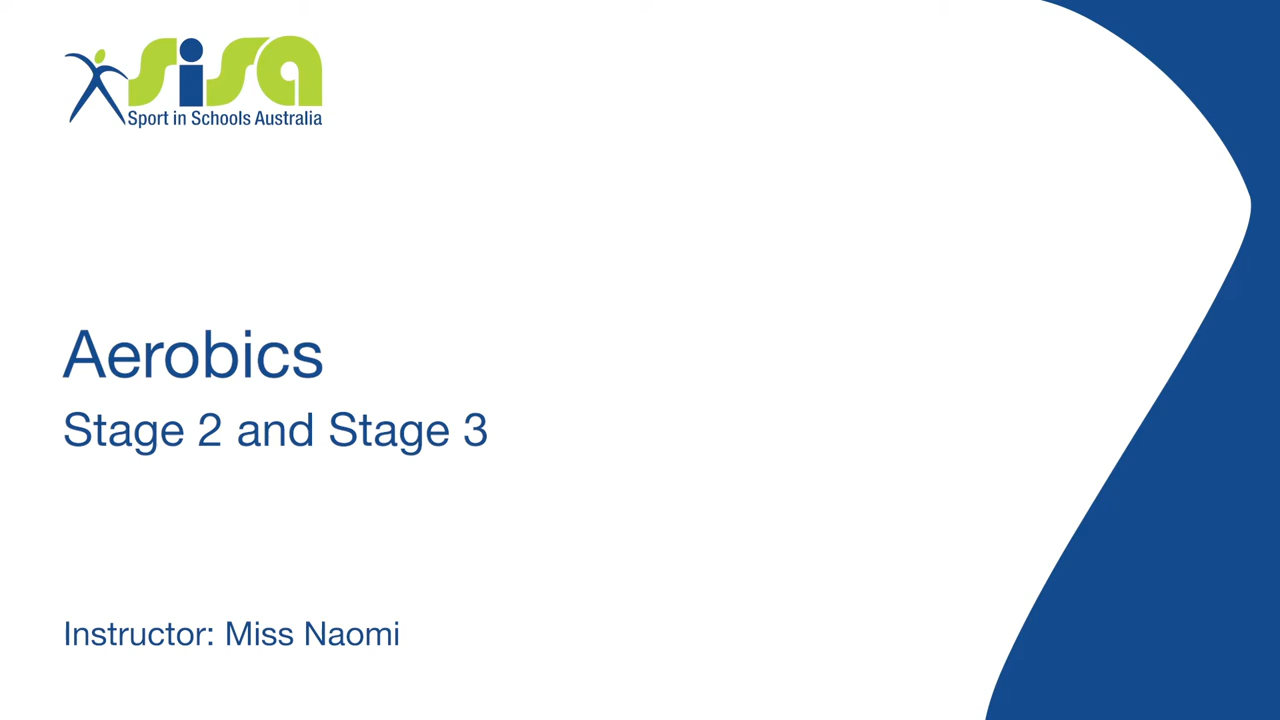 sisa
Sport in Schools Australia
Aerobics
Stage 2 and Stage 3
Instructor: Miss Naomi